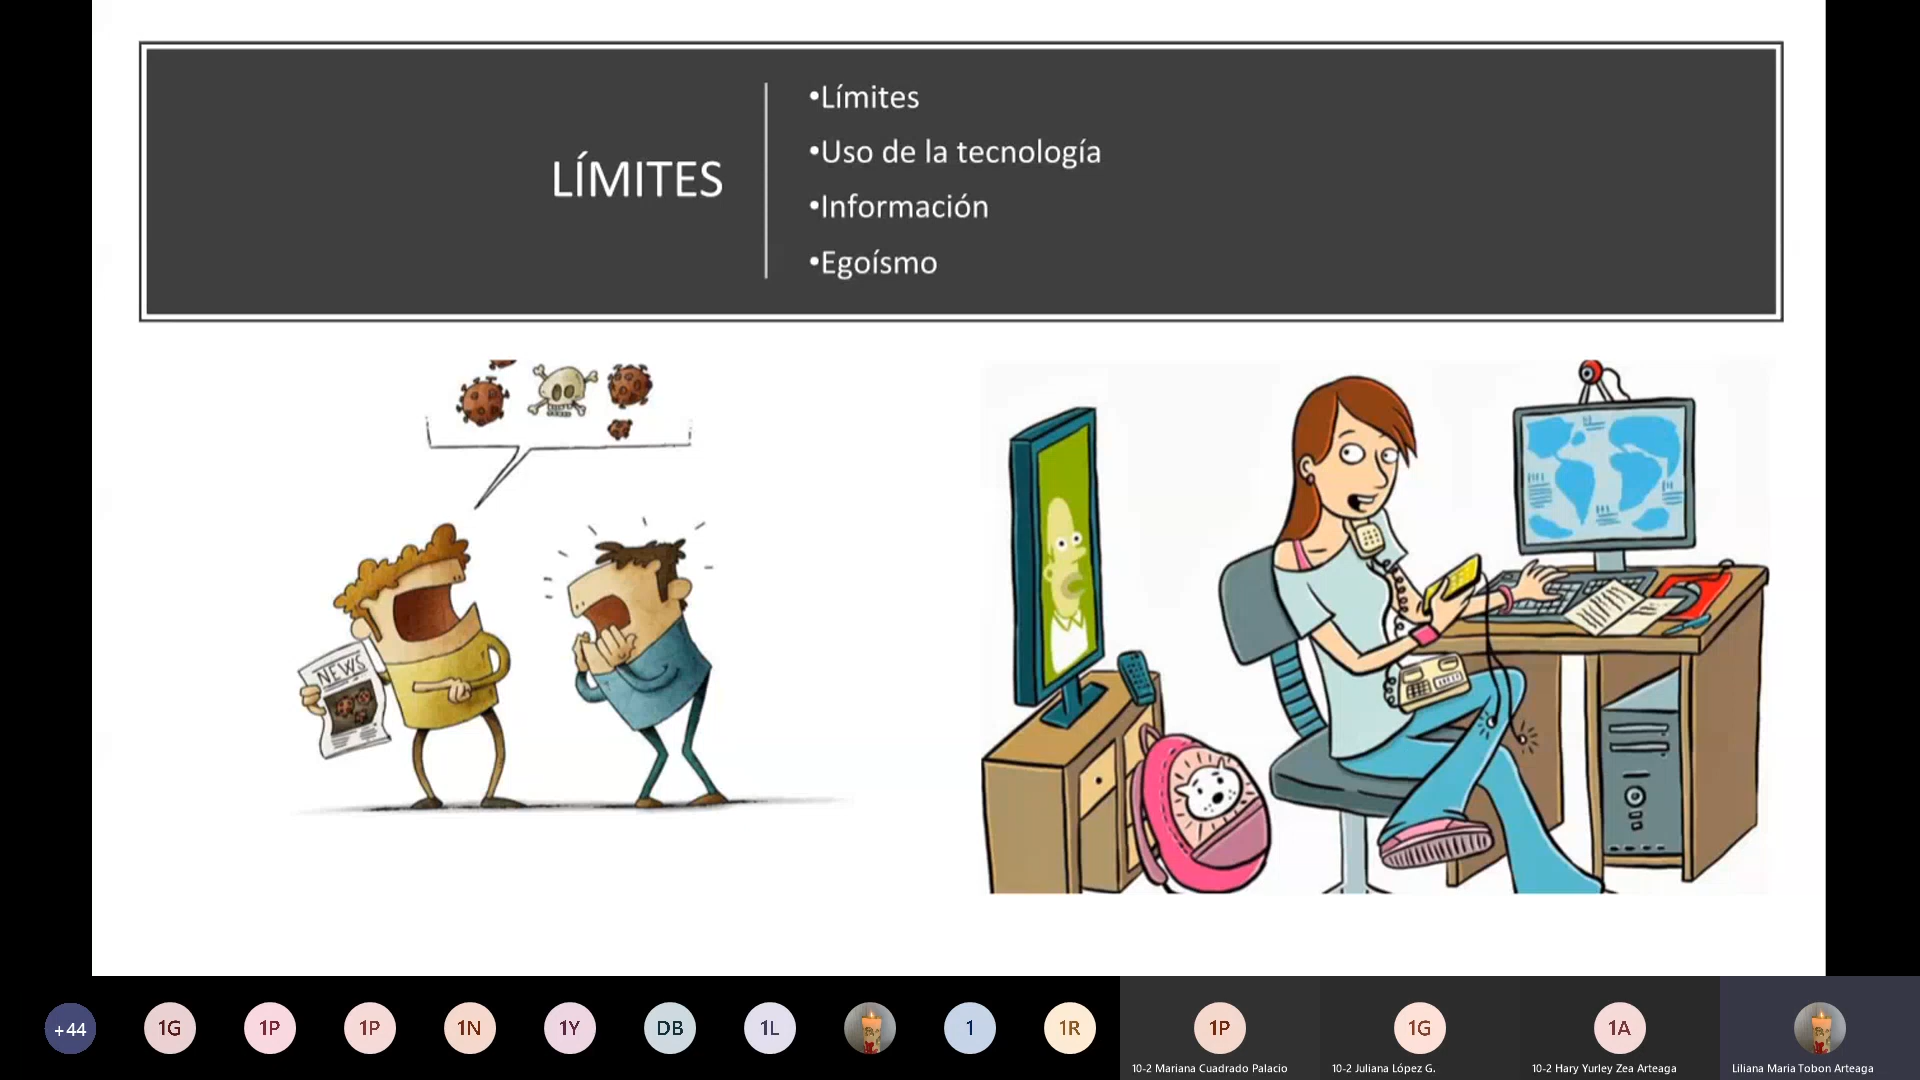 LÍMITES
•Límites
•Uso de la tecnología
•Información
•Egoísmo
NEWS
+44
1G
1P
1P
1N
1Y
DB
1L
1
1R
1P
1G
1A
10-2 Mariana Cuadrado Palacio
10-2 Juliana López G.
10-2 Hary Yurley Zea Arteaga
Liliana Maria Tobon Arteaga